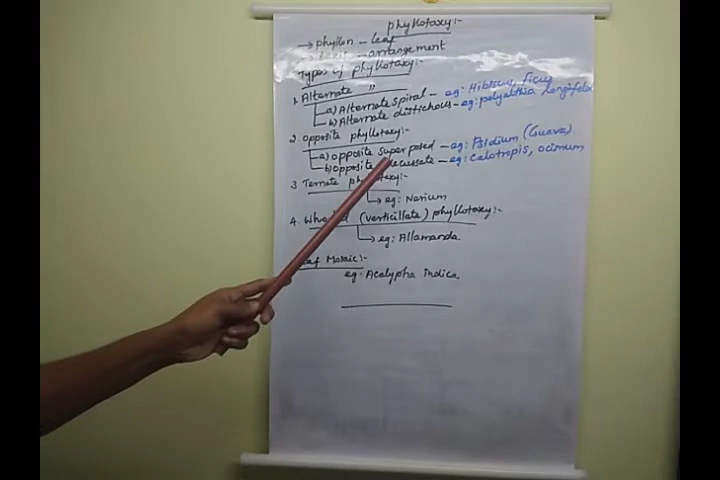 phyllotaxy:-
→ phyllon - leaf
- arrangement
Types of phyllotaxy:-
1. Alternate "
a) Alternate spiral - eg: Hibiscus, Ficus
b) Alternate distichous - eg: polyalthia longifolia
2 opposite phyllotaxy:-
a) opposite superposed - eg: Psidium (Guava)
b) opposite decussate - eg: calotropis, ocimum
3 Ternate phyllotaxy:-
→ eg: Nerium
4. (verticillate) phyllotaxy:-
→ eg: Allamanda
Mosaic:-
eg: Acalypha indica